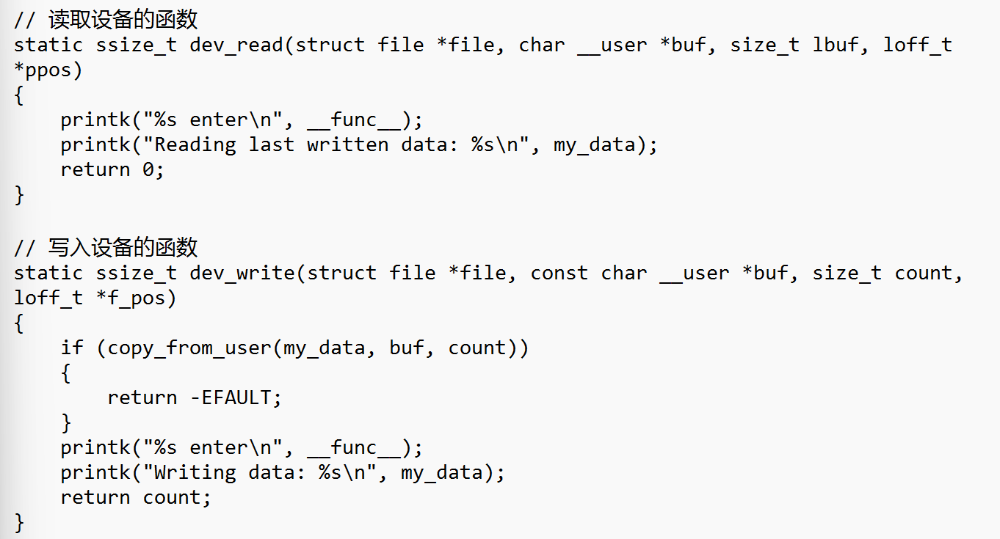 // 读取设备的函数
static ssize_t dev_read(struct file *file, char __user *buf, size_t lbuf, loff_t
*ppos)
{
    printk("%s enter\n", __func__);
    printk("Reading last written data: %s\n", my_data);
    return 0;
}

// 写入设备的函数
static ssize_t dev_write(struct file *file, const char __user *buf, size_t count,
loff_t *f_pos)
{
    if (copy_from_user(my_data, buf, count))
    {
        return -EFAULT;
    }
    printk("%s enter\n", __func__);
    printk("Writing data: %s\n", my_data);
    return count;
}